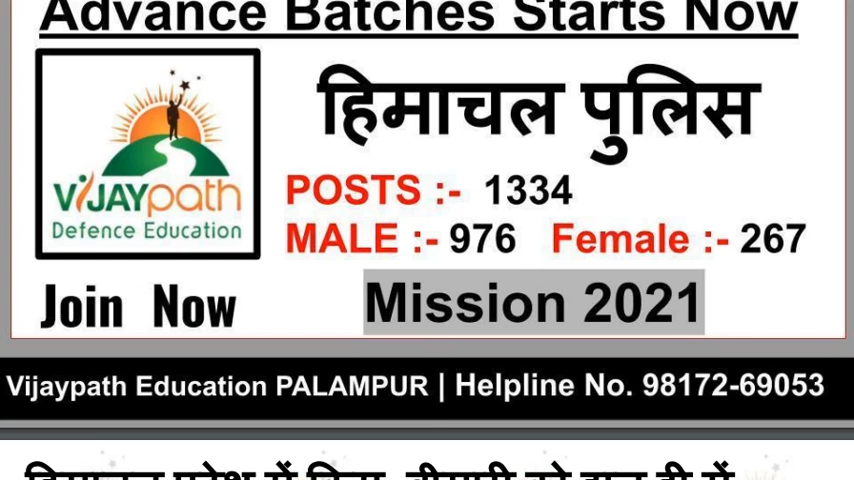 Advance Batches Starts Now
हिमाचल पुलिस
VIJAYpath
Defence Education
POSTS :- 1334
MALE :- 976 Female :- 267
Join Now
Mission 2021
Vijaypath Education PALAMPUR | Helpline No. 98172-69053